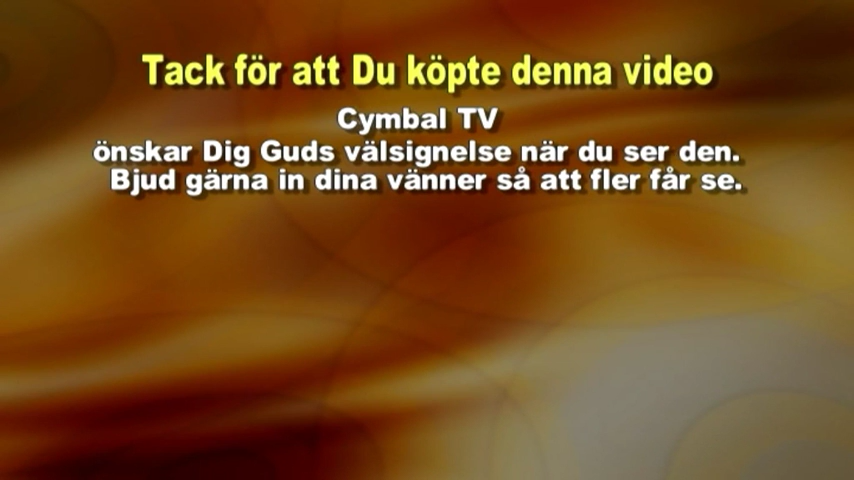 Tack för att Du köpte denna video
Cymbal TV
önskar Dig Guds välsignelse när du ser den.
Bjud gärna in dina vänner så att fler får se.